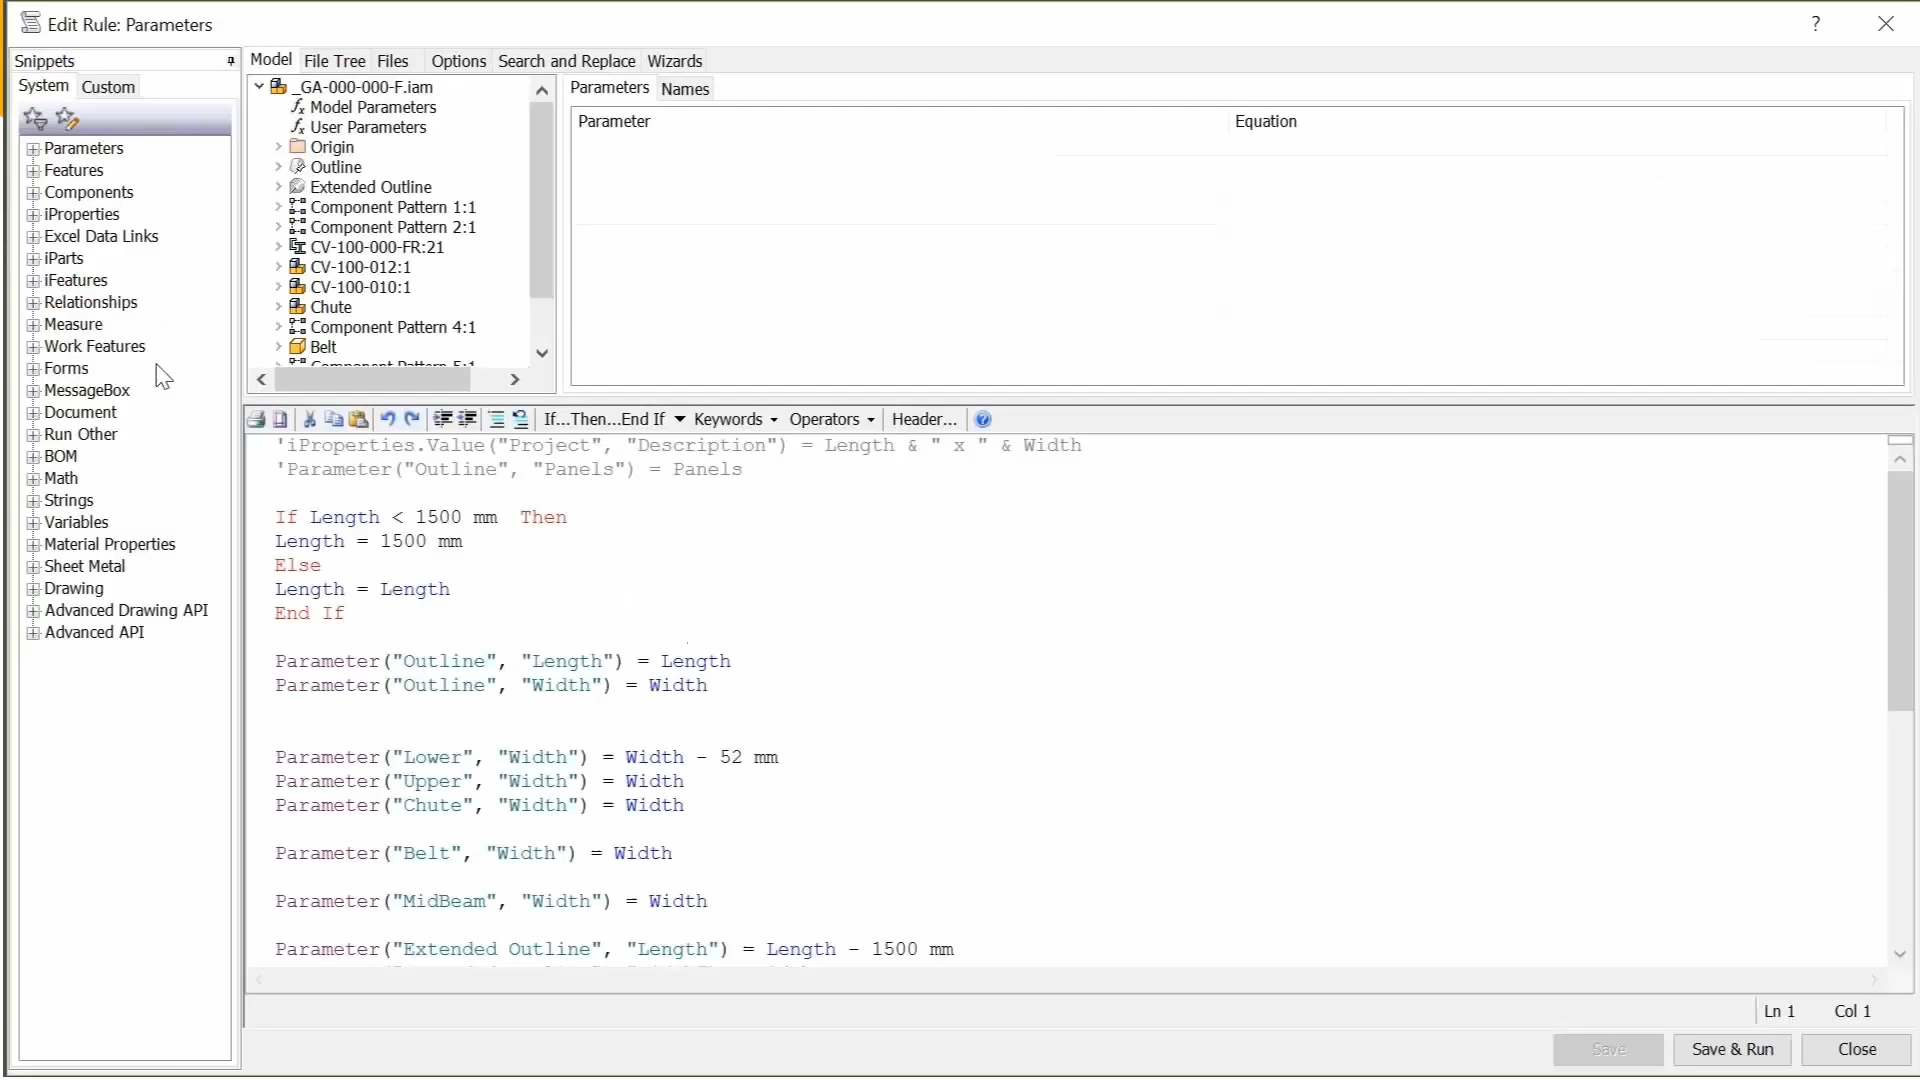 Edit Rule: Parameters
?
Snippets
System
Custom
Parameters
Features
Components
iProperties
Excel Data Links
iParts
iFeatures
Relationships
Measure
Work Features
Forms
MessageBox
Document
Run Other
BOM
Math
Strings
Variables
Material Properties
Sheet Metal
Drawing
Advanced Drawing API
Advanced API
Model
File Tree
Files
Options
Search and Replace
Wizards
_GA-000-000-F.iam
fx Model Parameters
fx User Parameters
Origin
Outline
Extended Outline
Component Pattern 1:1
Component Pattern 2:1
CV-100-000-FR:21
CV-100-012:1
CV-100-010:1
Chute
Component Pattern 4:1
Belt
Component Pattern 5:1
Parameters
Names
Parameter
Equation
If...Then...End If
Keywords
Operators
Header...
'iProperties.Value("Project", "Description") = Length & " x " & Width
'Parameter("Outline", "Panels") = Panels
If Length < 1500 mm Then
Length = 1500 mm
Else
Length = Length
End If
Parameter("Outline", "Length") = Length
Parameter("Outline", "Width") = Width
Parameter("Lower", "Width") = Width - 52 mm
Parameter("Upper", "Width") = Width
Parameter("Chute", "Width") = Width
Parameter("Belt", "Width") = Width
Parameter("MidBeam", "Width") = Width
Parameter("Extended Outline", "Length") = Length - 1500 mm
Ln 1
Col 1
Save
Save & Run
Close